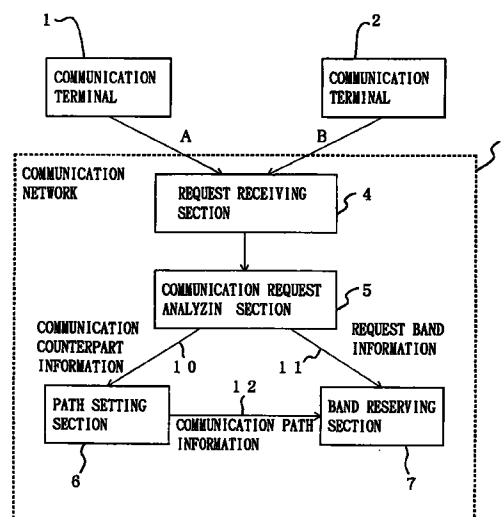 1
2
COMMUNICATION
TERMINAL
COMMUNICATION
TERMINAL
A
B
COMMUNICATION
NETWORK
REQUEST RECEIVING
SECTION
4
COMMUNICATION REQUEST
ANALYZIN SECTION
5
COMMUNICATION
COUNTERPART
INFORMATION
10
11
REQUEST BAND
INFORMATION
12
PATH SETTING
SECTION
COMMUNICATION PATH
INFORMATION
BAND RESERVING
SECTION
6
7